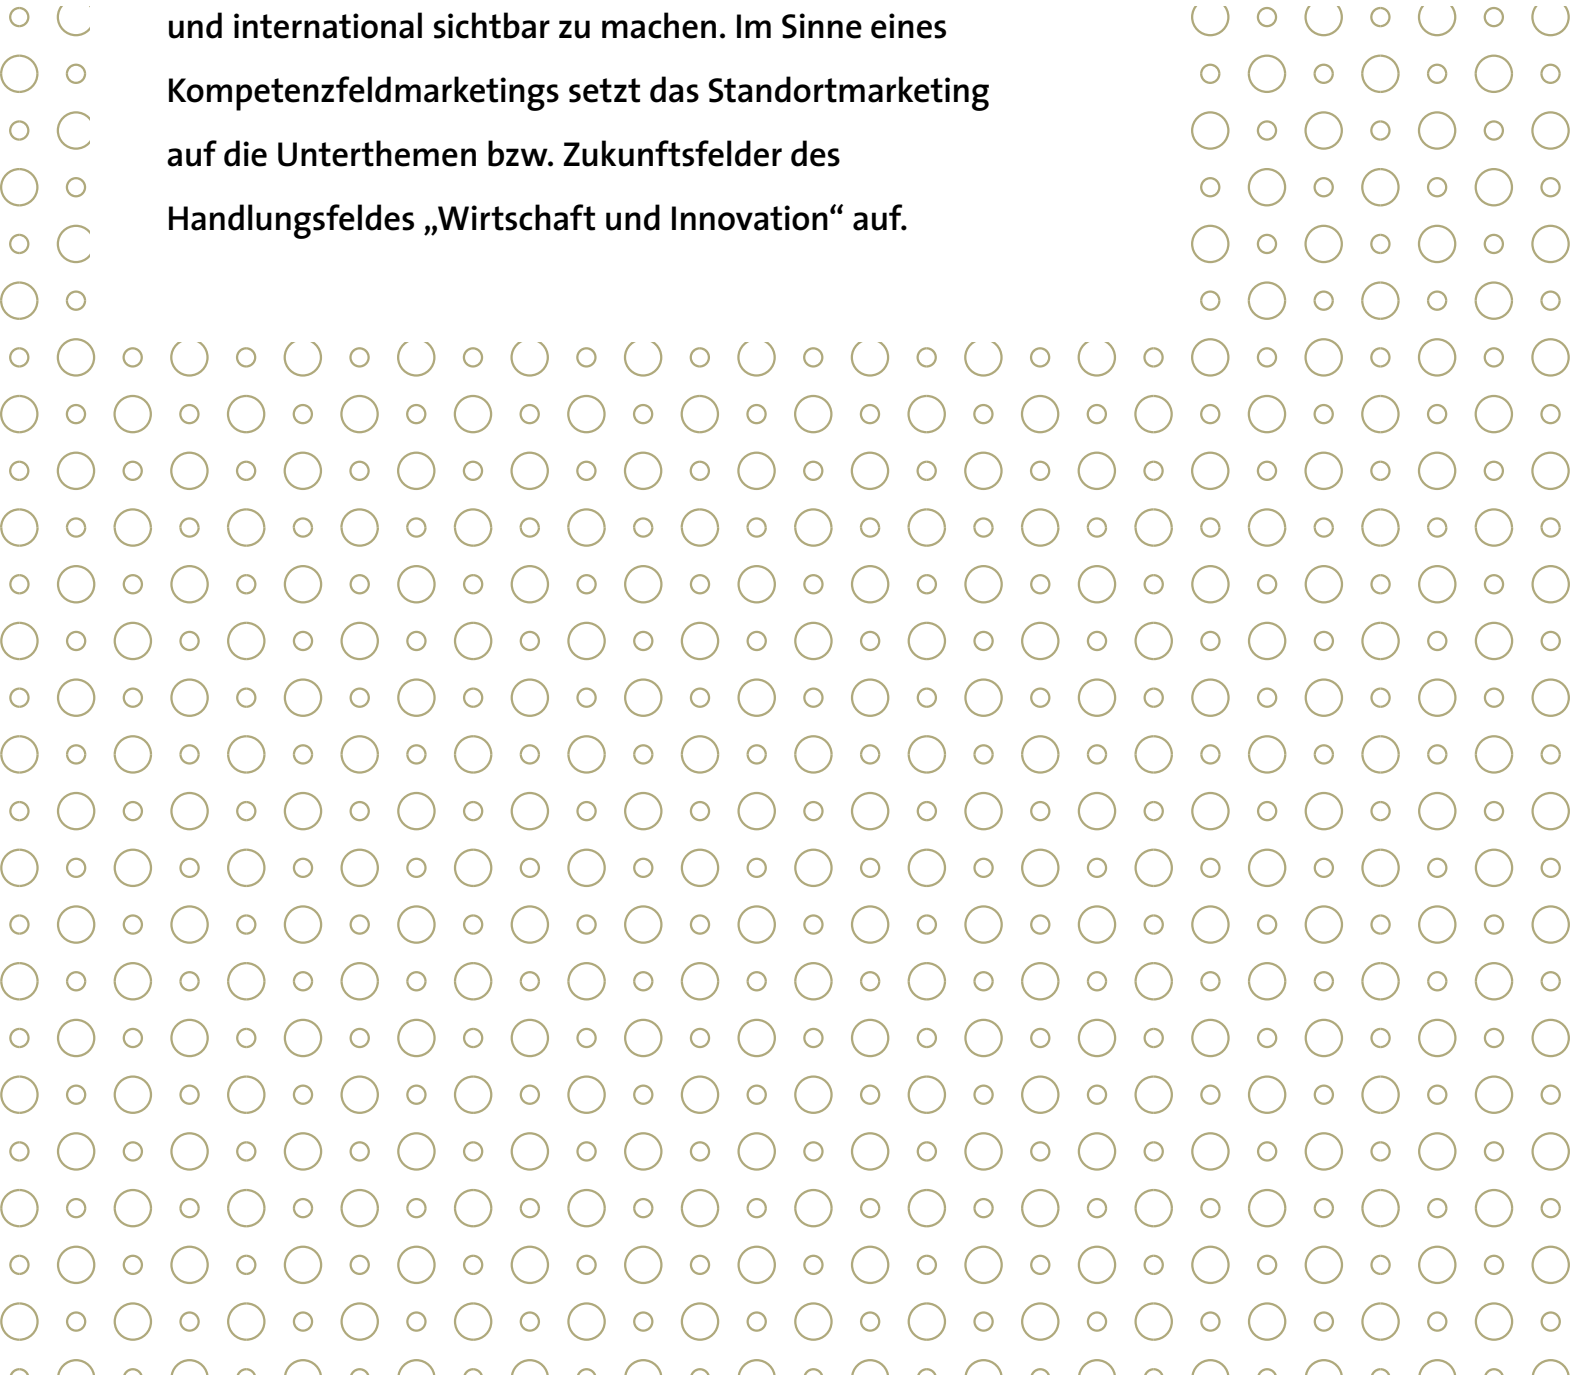 und international sichtbar zu machen. Im Sinne eines
Kompetenzfeldmarketings setzt das Standortmarketing
auf die Unterthemen bzw. Zukunftsfelder des
Handlungsfeldes „Wirtschaft und Innovation“ auf.